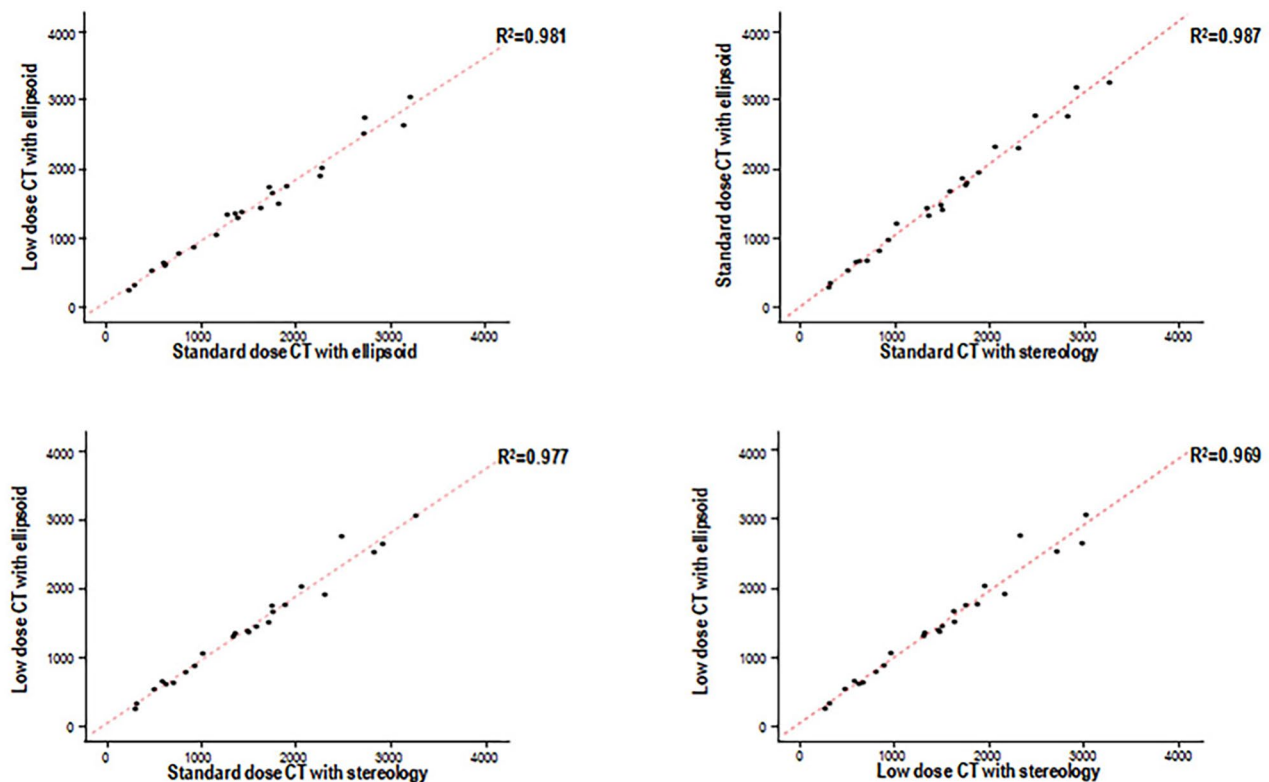 R²=0.981
Low dose CT with ellipsoid
4000
3000
2000
1000
0
0 1000 2000 3000 4000
Standard dose CT with ellipsoid
R²=0.987
Standard dose CT with ellipsoid
4000
3000
2000
1000
0
0 1000 2000 3000 4000
Standard CT with stereology
R²=0.977
Low dose CT with ellipsoid
4000
3000
2000
1000
0
0 1000 2000 3000 4000
Standard dose CT with stereology
R²=0.969
Low dose CT with ellipsoid
4000
3000
2000
1000
0
0 1000 2000 3000 4000
Low dose CT with stereology